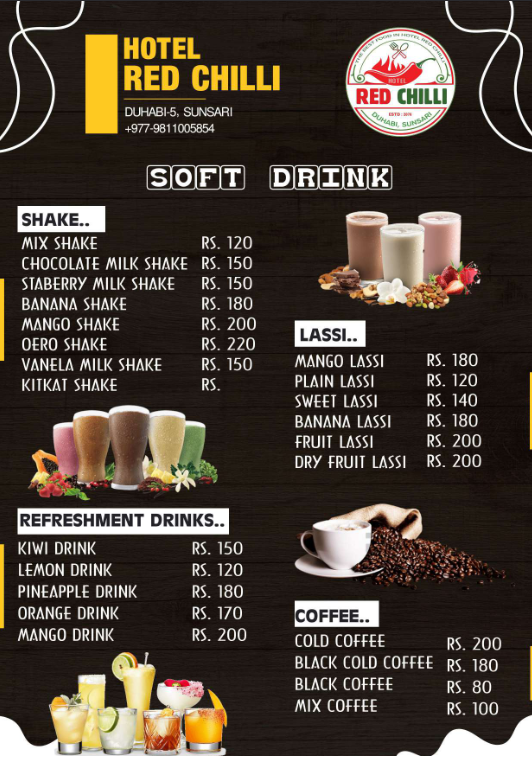 HOTEL
RED CHILLI
DUHABI-5, SUNSARI
+977-9811005854
THE BEST FOOD IN HOTEL RED CHILLI
HOTEL
RED CHILLI
ESTD : 2019
DUHABI, SUNSARI
SOFT DRINK
SHAKE..
MIX SHAKE RS. 120
CHOCOLATE MILK SHAKE RS. 150
STABERRY MILK SHAKE RS. 150
BANANA SHAKE RS. 180
MANGO SHAKE RS. 200
OERO SHAKE RS. 220
VANELA MILK SHAKE RS. 150
KITKAT SHAKE RS.
LASSI..
MANGO LASSI RS. 180
PLAIN LASSI RS. 120
SWEET LASSI RS. 140
BANANA LASSI RS. 180
FRUIT LASSI RS. 200
DRY FRUIT LASSI RS. 200
REFRESHMENT DRINKS..
KIWI DRINK RS. 150
LEMON DRINK RS. 120
PINEAPPLE DRINK RS. 180
ORANGE DRINK RS. 170
MANGO DRINK RS. 200
COFFEE..
COLD COFFEE RS. 200
BLACK COLD COFFEE RS. 180
BLACK COFFEE RS. 80
MIX COFFEE RS. 100